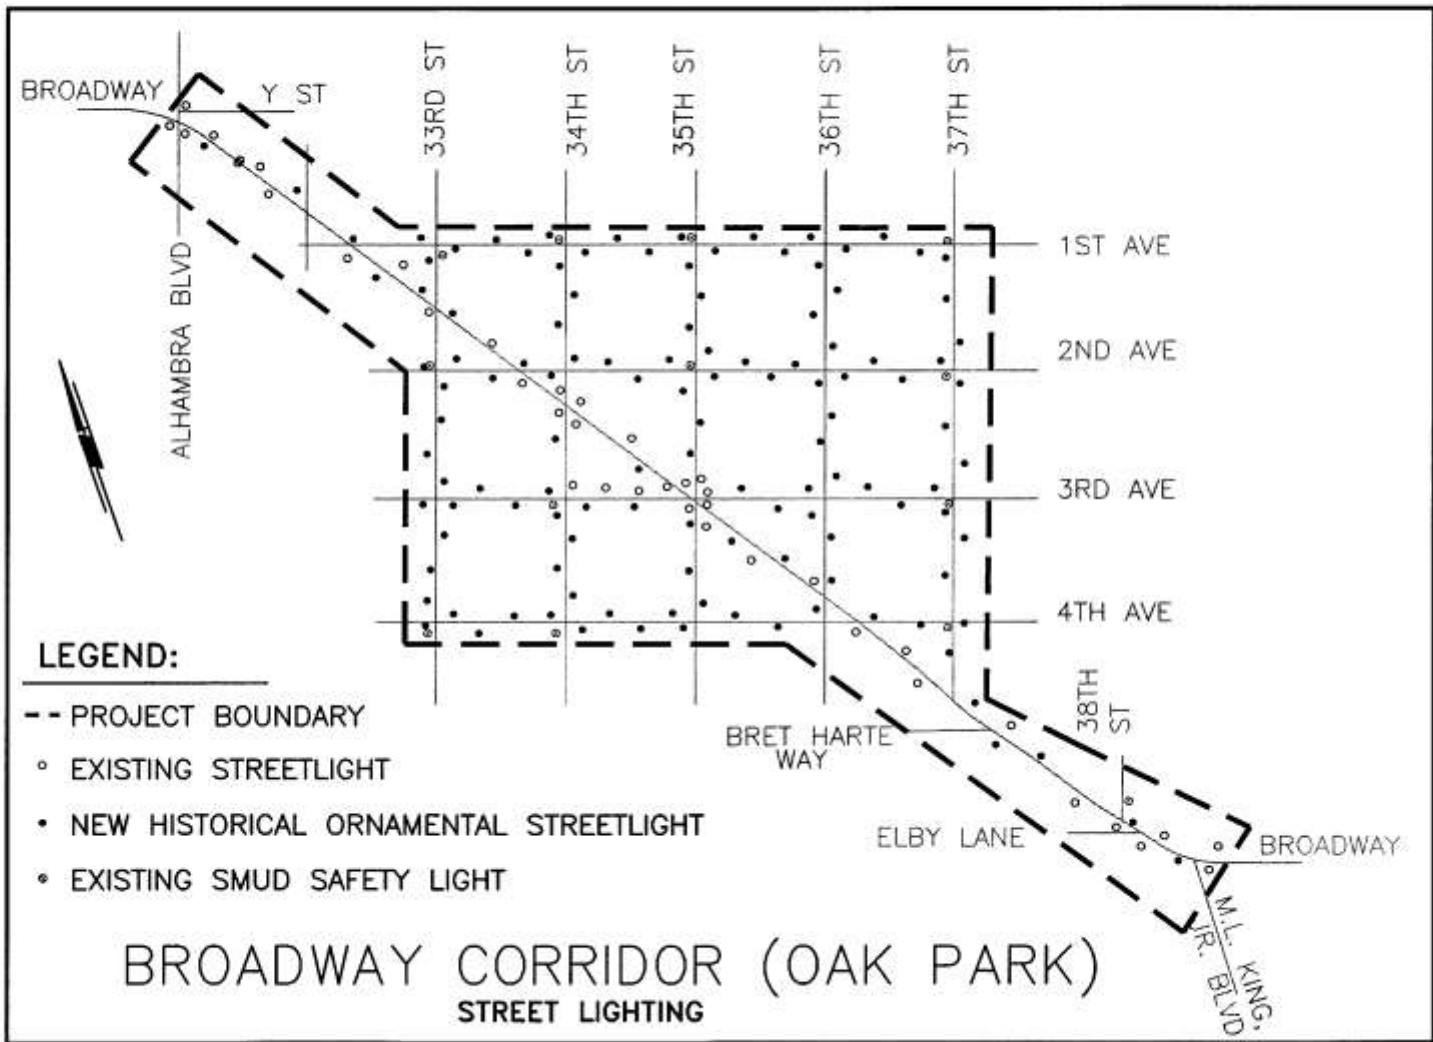 BROADWAY
Y ST
33RD ST
34TH ST
35TH ST
36TH ST
37TH ST
1ST AVE
ALHAMBRA BLVD
2ND AVE
3RD AVE
4TH AVE
LEGEND:
PROJECT BOUNDARY
EXISTING STREETLIGHT
NEW HISTORICAL ORNAMENTAL STREETLIGHT
EXISTING SMUD SAFETY LIGHT
38TH
ST
BRET HARTE
WAY
ELBY LANE
BROADWAY
M.L. KING,
JR. BLVD
BROADWAY CORRIDOR (OAK PARK)
STREET LIGHTING